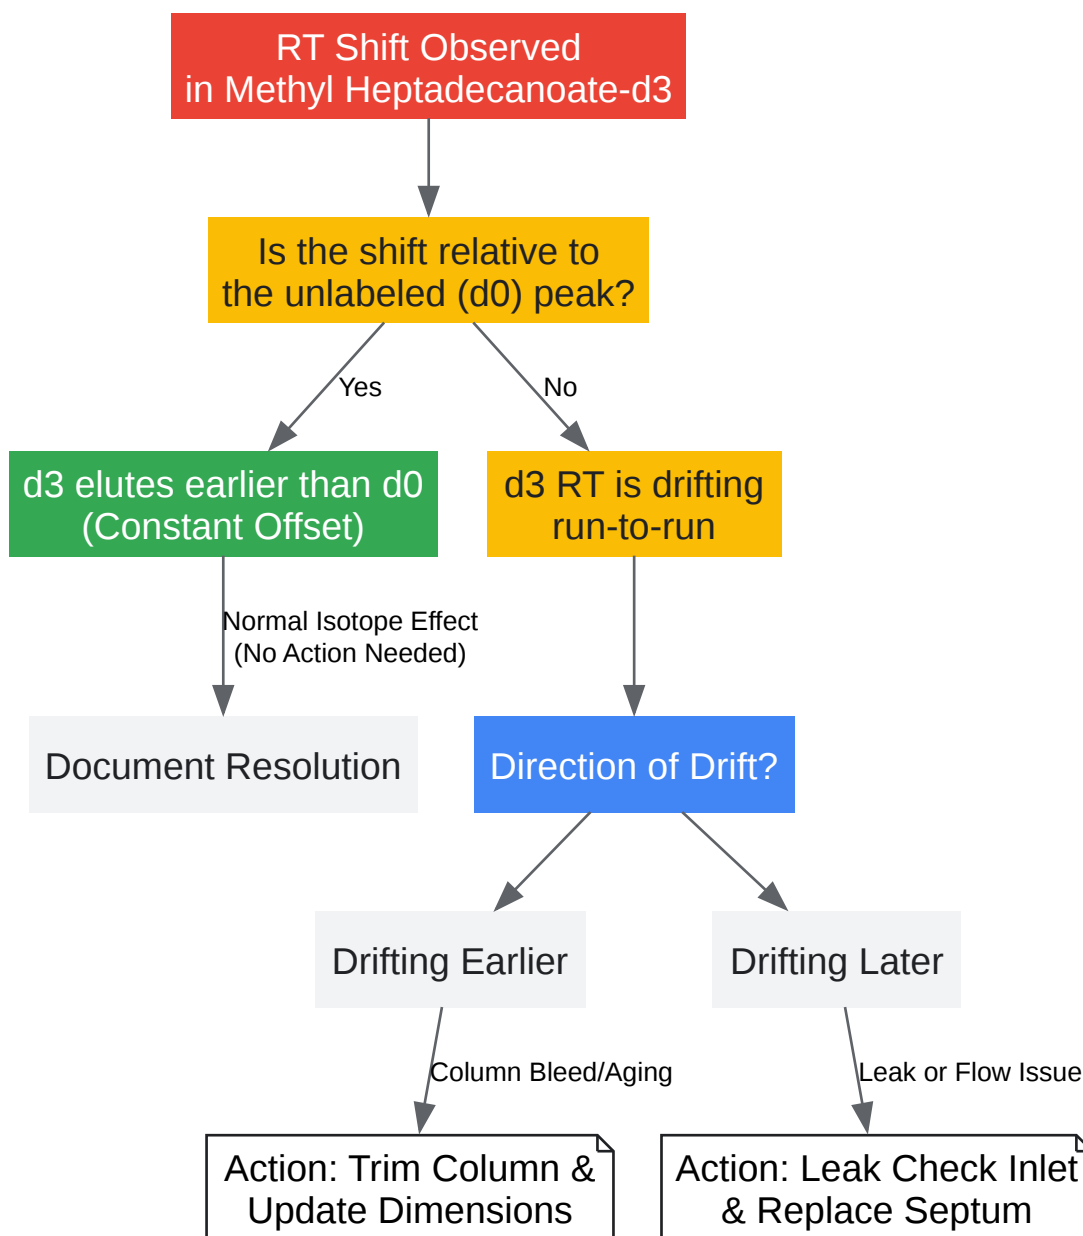 RT Shift Observed
in Methyl Heptadecanoate-d3
Is the shift relative to
the unlabeled (d0) peak?
Yes
No
d3 elutes earlier than d0
(Constant Offset)
d3 RT is drifting
run-to-run
Normal Isotope Effect
(No Action Needed)
Document Resolution
Direction of Drift?
Drifting Earlier
Drifting Later
Column Bleed/Aging
Leak or Flow Issue
Action: Trim Column &
Update Dimensions
Action: Leak Check Inlet
& Replace Septum